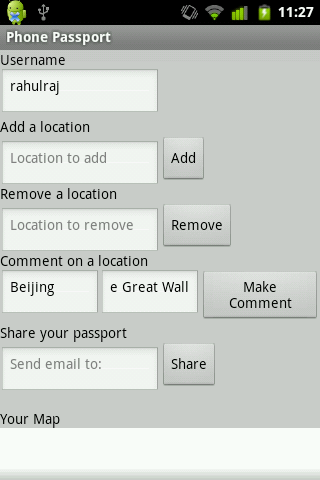 11:27
Phone Passport
Username
rahulraj
Add a location
Location to add Add
Remove a location
Location to remove Remove
Comment on a location
Beijing e Great Wall Make Comment
Share your passport
Send email to: Share
Your Map